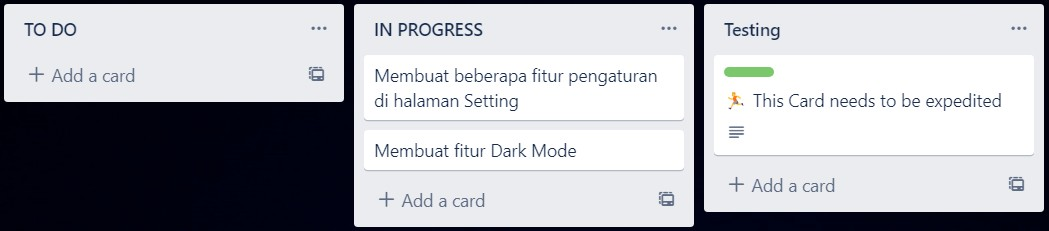 TO DO
+ Add a card
IN PROGRESS
Membuat beberapa fitur pengaturan
di halaman Setting
Membuat fitur Dark Mode
+ Add a card
Testing
🏃 This Card needs to be expedited
+ Add a card